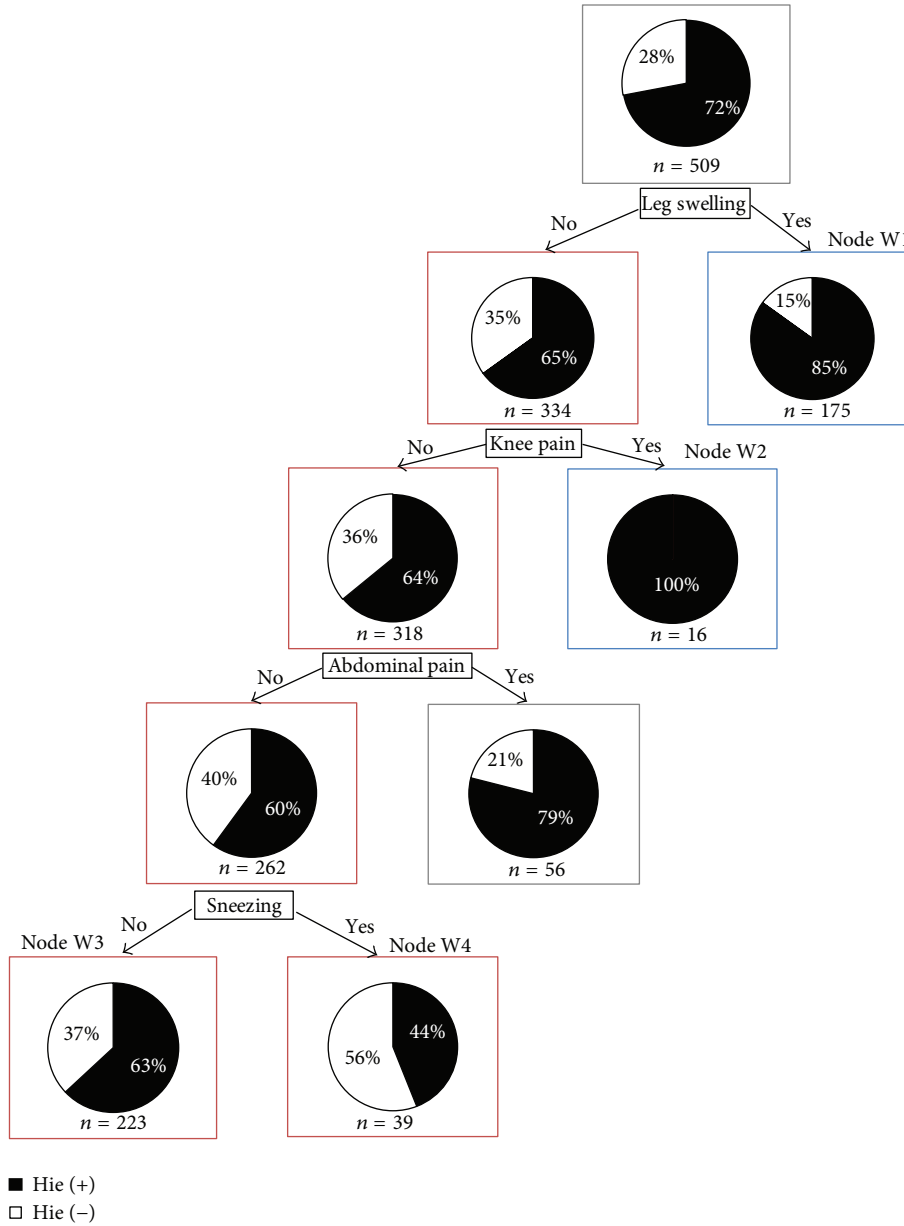 28%
72%
n = 509
Leg swelling
No
Yes
Node W1
35%
65%
n = 334
15%
85%
n = 175
Knee pain
No
Yes
Node W2
36%
64%
n = 318
100%
n = 16
Abdominal pain
No
Yes
40%
60%
n = 262
21%
79%
n = 56
Sneezing
No
Yes
Node W3
Node W4
37%
63%
n = 223
56%
44%
n = 39
Hie (+)
Hie (−)